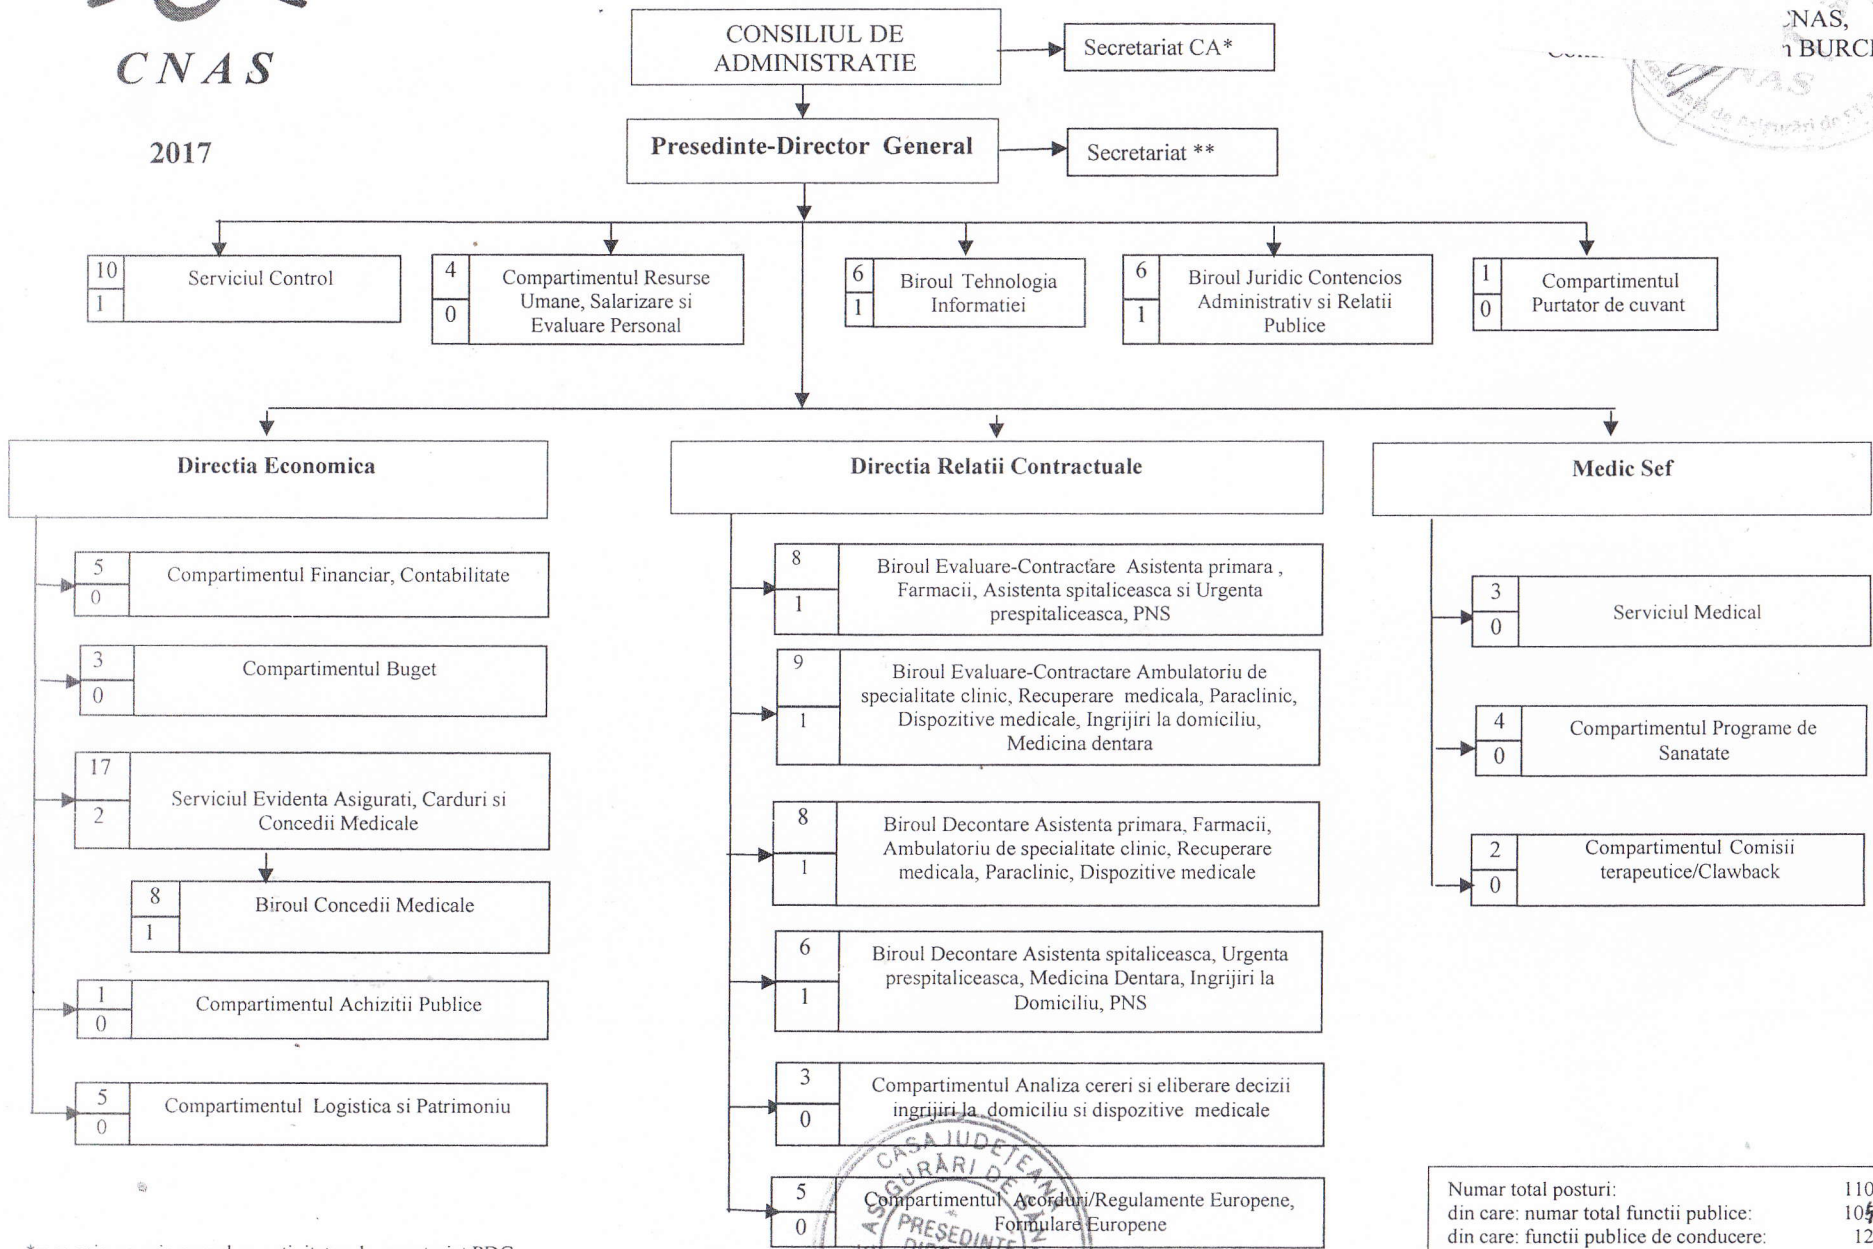 CNAS
2017
CNAS,
BURCI
CONSILIUL DE
ADMINISTRATIE
Secretariat CA*
Presedinte-Director General
Secretariat **
10
1
Serviciul Control
4
0
Compartimentul Resurse
Umane, Salarizare si
Evaluare Personal
6
1
Biroul Tehnologia
Informatiei
6
1
Biroul Juridic Contencios
Administrativ si Relatii
Publice
1
0
Compartimentul
Purtator de cuvant
Directia Economica
5
0
Compartimentul Financiar, Contabilitate
3
0
Compartimentul Buget
17
2
Serviciul Evidenta Asigurati, Carduri si
Concedii Medicale
8
1
Biroul Concedii Medicale
1
0
Compartimentul Achizitii Publice
5
0
Compartimentul Logistica si Patrimoniu
Directia Relatii Contractuale
8
1
Biroul Evaluare-Contractare Asistenta primara ,
Farmacii, Asistenta spitaliceasca si Urgenta
prespitaliceasca, PNS
9
1
Biroul Evaluare-Contractare Ambulatoriu de
specialitate clinic, Recuperare medicala, Paraclinic,
Dispozitive medicale, Ingrijiri la domiciliu,
Medicina dentara
8
1
Biroul Decontare Asistenta primara, Farmacii,
Ambulatoriu de specialitate clinic, Recuperare
medicala, Paraclinic, Dispozitive medicale
6
1
Biroul Decontare Asistenta spitaliceasca, Urgenta
prespitaliceasca, Medicina Dentara, Ingrijiri la
Domiciliu, PNS
3
0
Compartimentul Analiza cereri si eliberare decizii
ingrijiri la domiciliu si dispozitive medicale
5
0
Compartimentul Acorduri/Regulamente Europene,
Formulare Europene
CASA JUDEȚEANA
ASIGURĂRI DE SĂN
PREȘEDINTE
Medic Sef
3
0
Serviciul Medical
4
0
Compartimentul Programe de
Sanatate
2
0
Compartimentul Comisii
terapeutice/Clawback
Numar total posturi: 110
din care: numar total functii publice:
din care: functii publice de conducere: 12